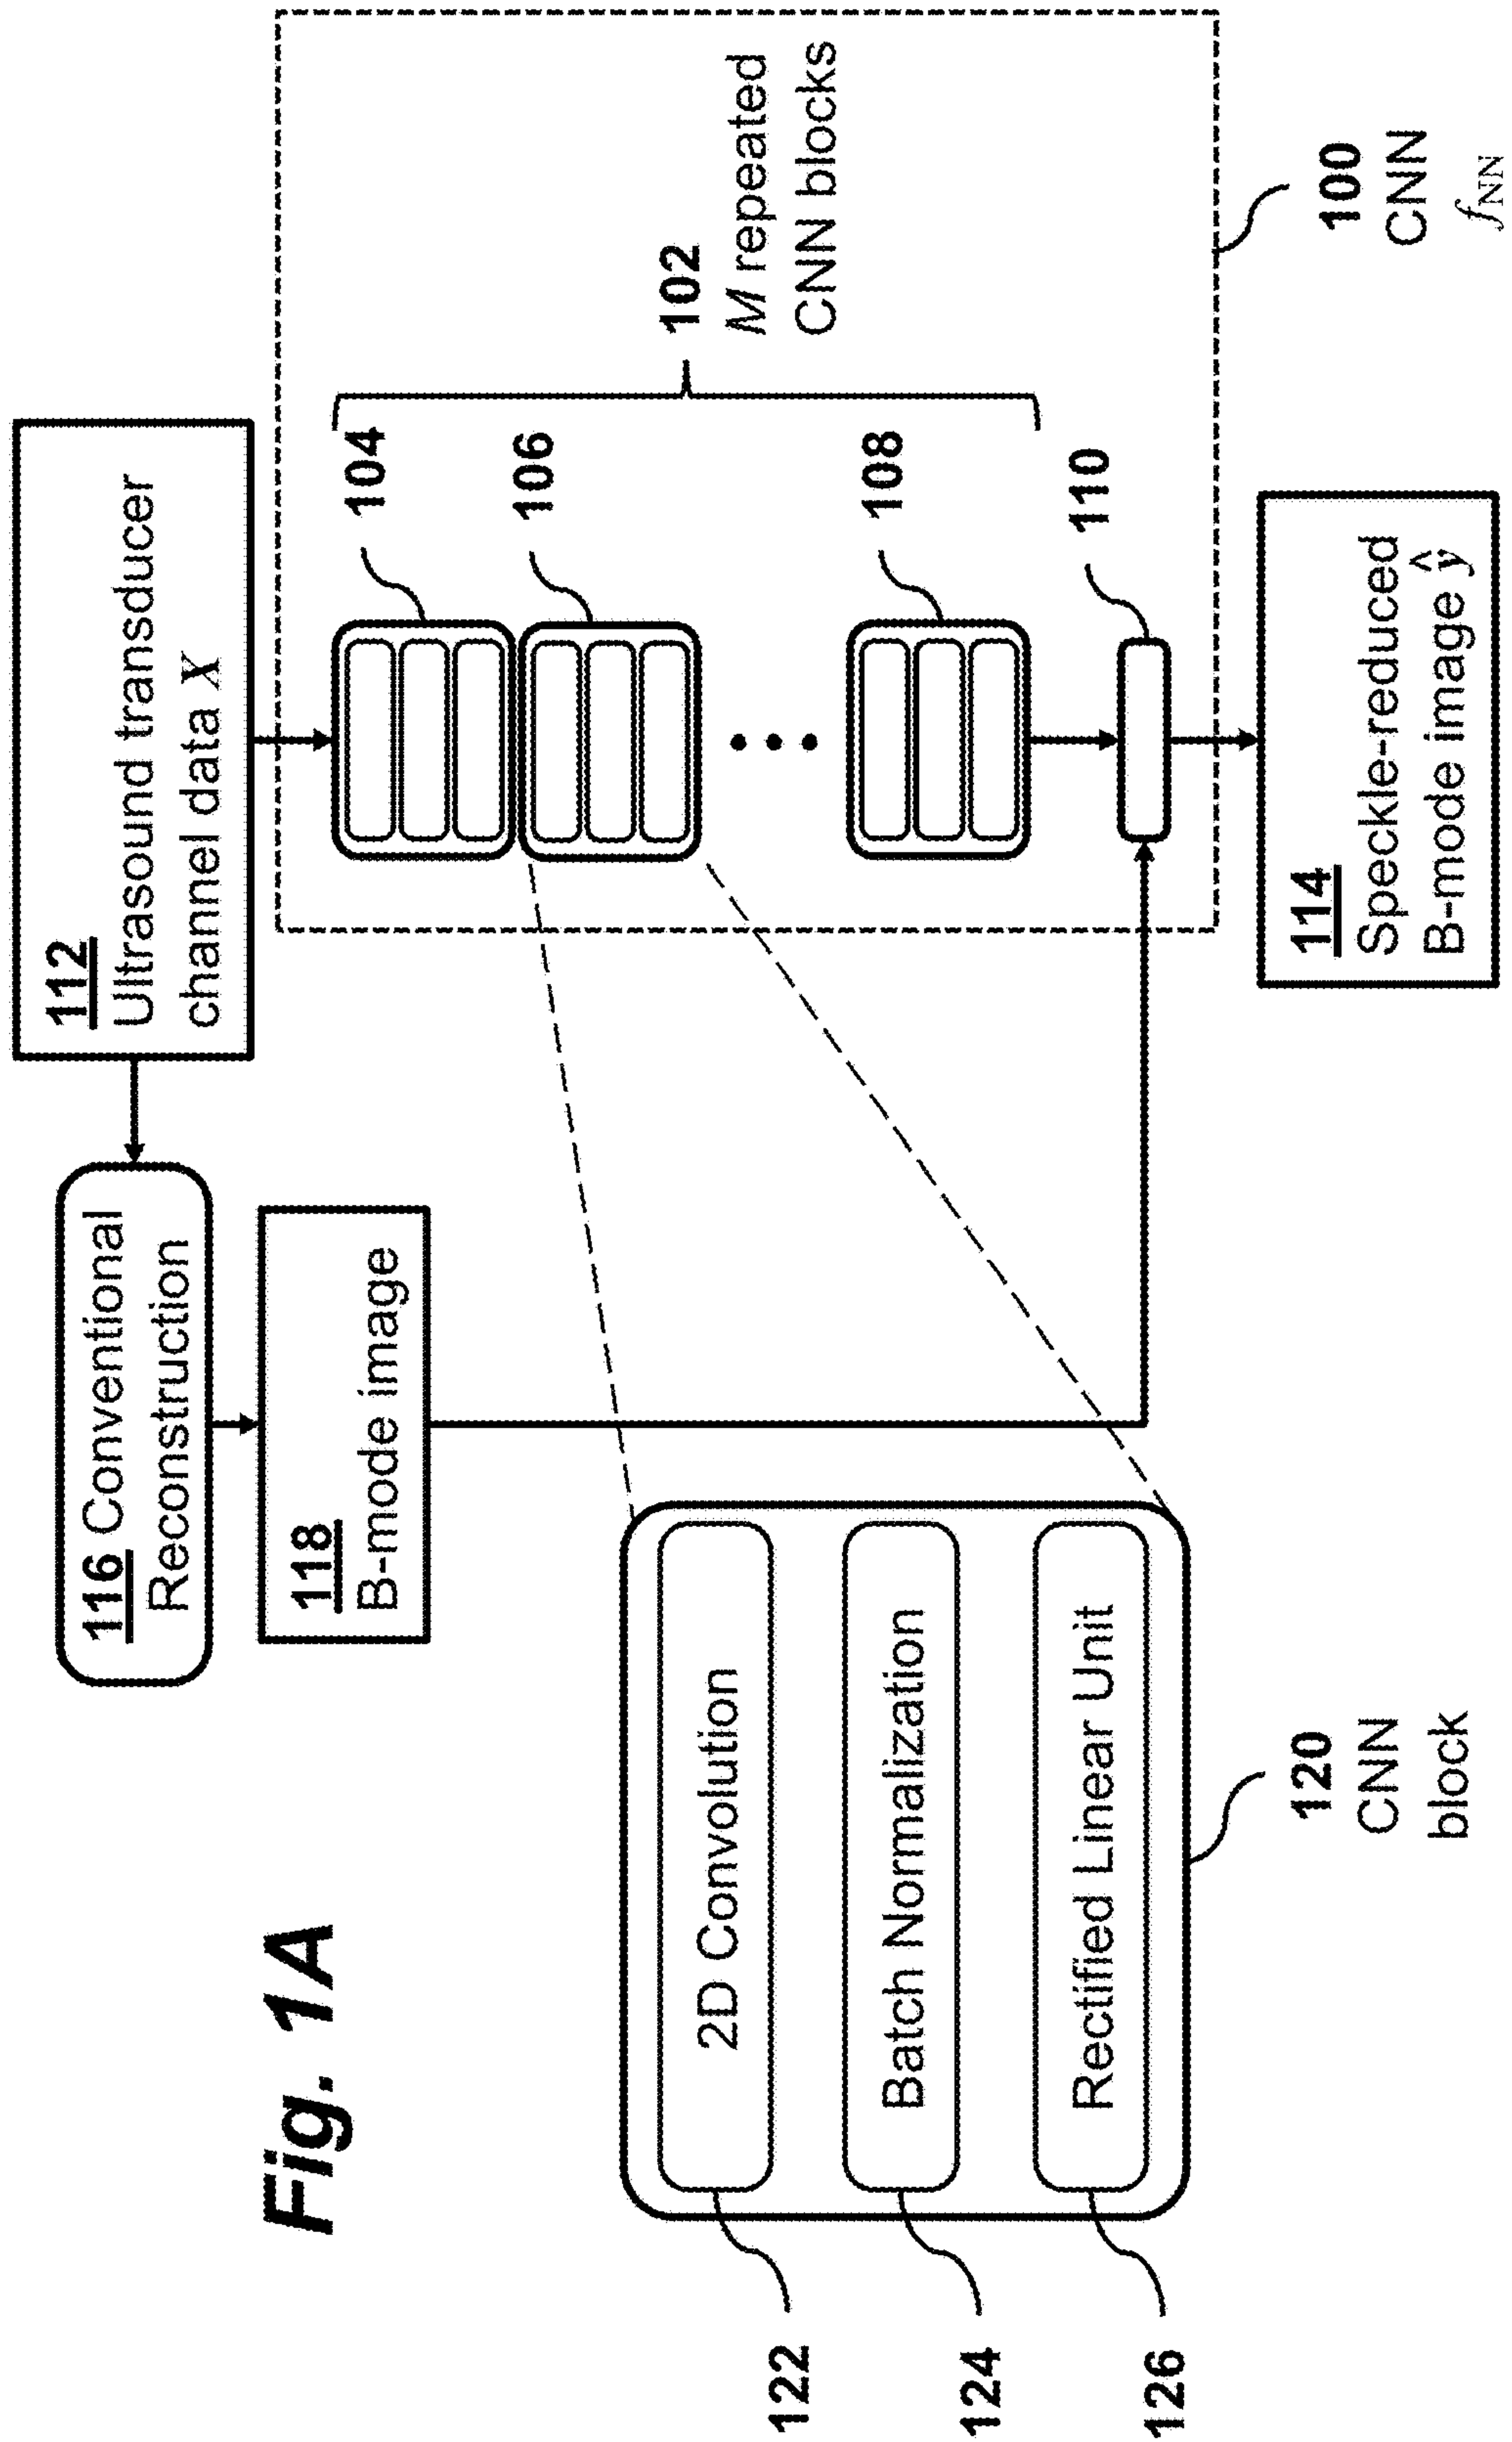 Fig. 1A
116 Conventional
Reconstruction
118
B-mode image
112
Ultrasound transducer
channel data X
104
106
108
110
102
M repeated
CNN blocks
100
CNN
fNN
114
Speckle-reduced
B-mode image ŷ
122
2D Convolution
124
Batch Normalization
126
Rectified Linear Unit
120
CNN
block